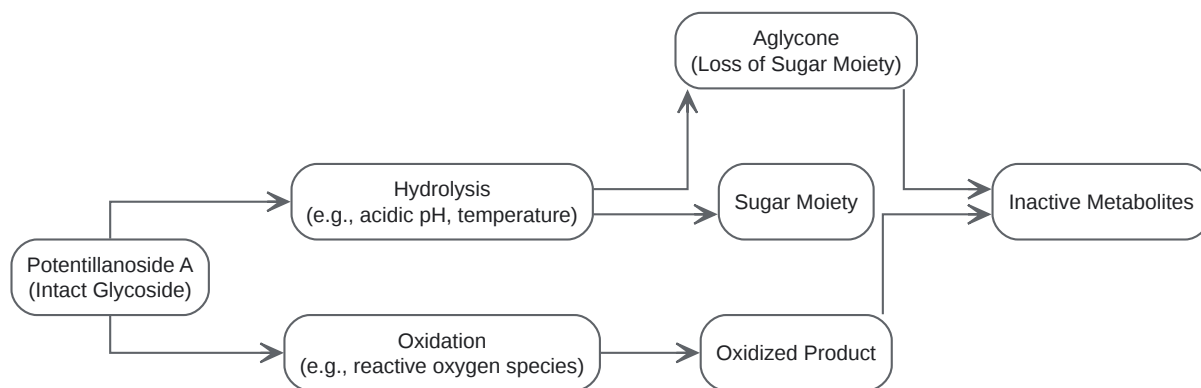 Aglycone
(Loss of Sugar Moiety)
Hydrolysis
(e.g., acidic pH, temperature)
Sugar Moiety
Inactive Metabolites
Potentillanoside A
(Intact Glycoside)
Oxidation
(e.g., reactive oxygen species)
Oxidized Product